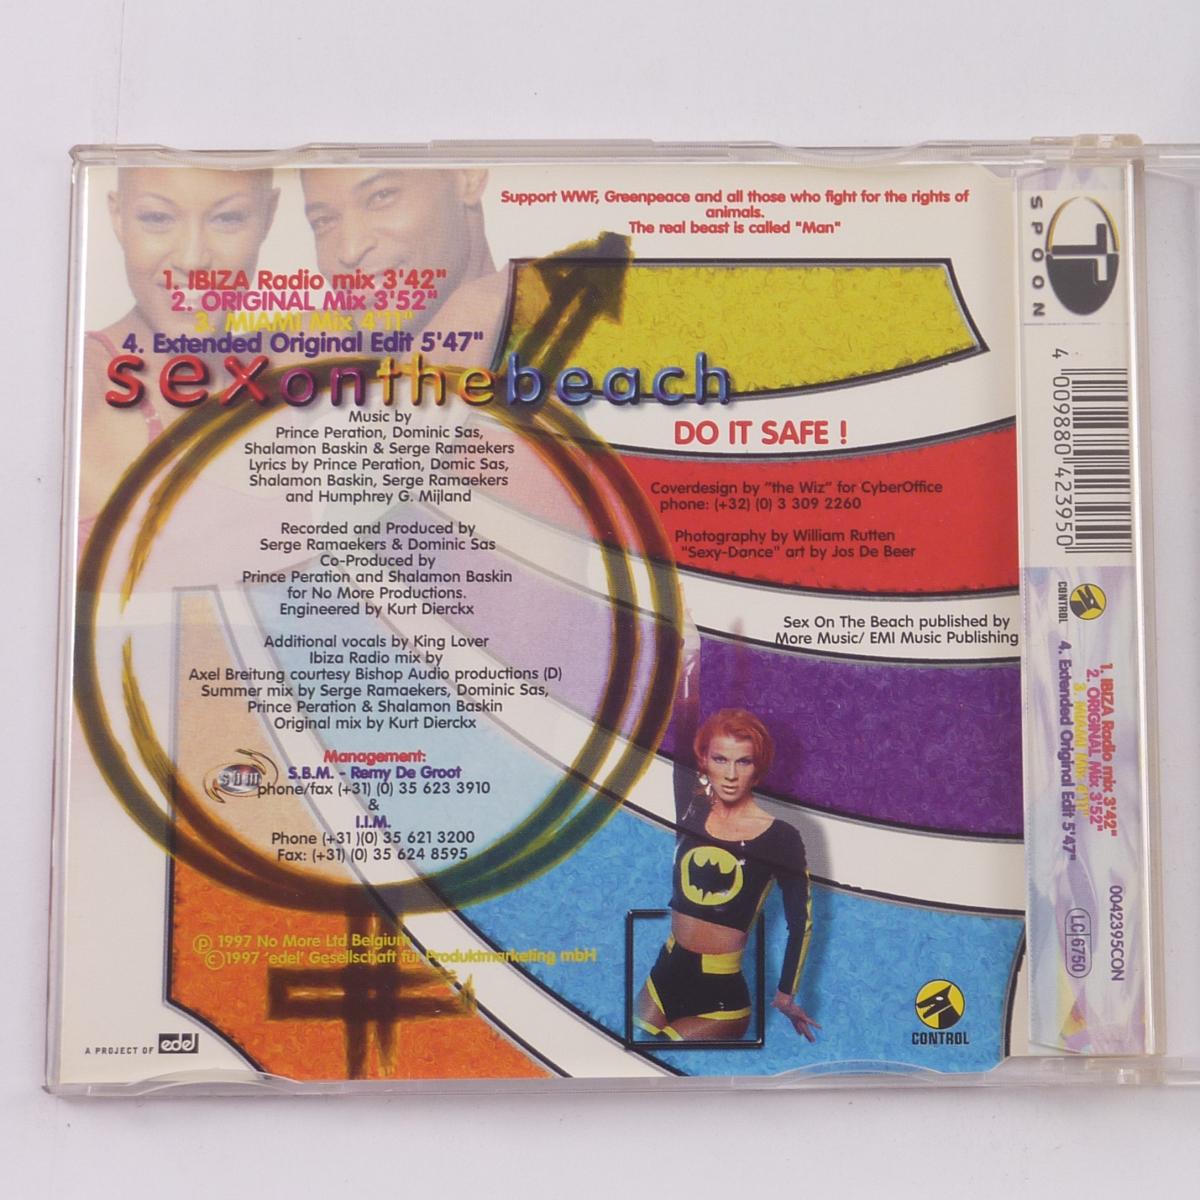 Support WWF, Greenpeace and all those who fight for the rights of
animals.
The real beast is called "Man"
1. IBIZA Radio mix 3'42"
2. ORIGINAL Mix 3'52"
3. MIAMI Mix 4'11"
4. Extended Original Edit 5'47"
sexonthebeach
Music by
Prince Peration, Dominic Sas,
Shalamon Baskin & Serge Ramaekers
Lyrics by Prince Peration, Domic Sas,
Shalamon Baskin, Serge Ramaekers
and Humphrey G. Mijland
Recorded and Produced by
Serge Ramaekers & Dominic Sas
Co-Produced by
Prince Peration and Shalamon Baskin
for No More Productions.
Engineered by Kurt Dierckx
Additional vocals by King Lover
Ibiza Radio mix by
Axel Breitung courtesy Bishop Audio productions (D)
Summer mix by Serge Ramaekers, Dominic Sas,
Prince Peration & Shalamon Baskin
Original mix by Kurt Dierckx
Management:
S.B.M. - Remy De Groot
phone/fax (+31) (0) 35 623 3910
&
I.I.M.
Phone (+31 )(0) 35 621 3200
Fax: (+31) (0) 35 624 8595
sbm
℗ 1997 No More Ltd Belgium
©1997 'edel' Gesellschaft für Produktmarketing mbH
A PROJECT OF edel
DO IT SAFE !
Coverdesign by "the Wiz" for CyberOffice
phone: (+32) (0) 3 309 2260
Photography by William Rutten
"Sexy-Dance" art by Jos De Beer
Sex On The Beach published by
More Music/ EMI Music Publishing
CONTROL
SPOON
4 009880 423950
CONTROL
1. IBIZA Radio mix 3'42"
2. ORIGINAL Mix 3'52"
3. MIAMI Mix 4'11"
4. Extended Original Edit 5'47"
0042395CON
LC 6750